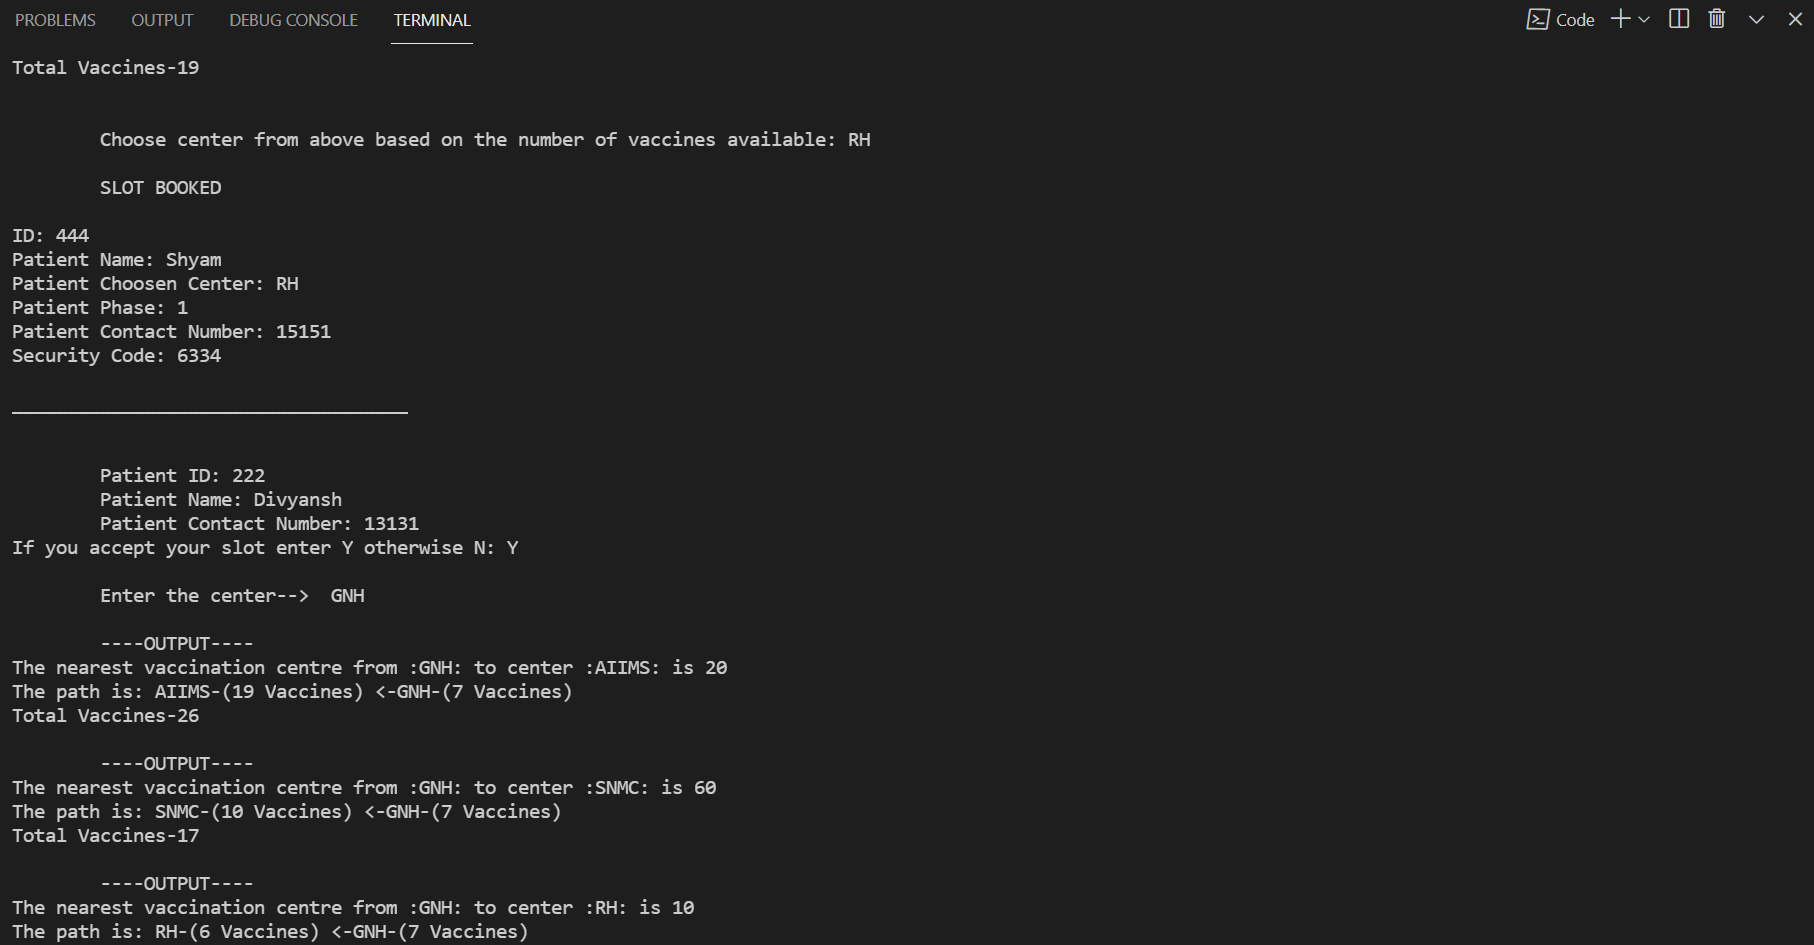 PROBLEMS OUTPUT DEBUG CONSOLE TERMINAL Code
Total Vaccines-19
Choose center from above based on the number of vaccines available: RH
SLOT BOOKED
ID: 444
Patient Name: Shyam
Patient Choosen Center: RH
Patient Phase: 1
Patient Contact Number: 15151
Security Code: 6334
____________________________________
Patient ID: 222
Patient Name: Divyansh
Patient Contact Number: 13131
If you accept your slot enter Y otherwise N: Y
Enter the center-->  GNH
----OUTPUT----
The nearest vaccination centre from :GNH: to center :AIIMS: is 20
The path is: AIIMS-(19 Vaccines) <-GNH-(7 Vaccines)
Total Vaccines-26
----OUTPUT----
The nearest vaccination centre from :GNH: to center :SNMC: is 60
The path is: SNMC-(10 Vaccines) <-GNH-(7 Vaccines)
Total Vaccines-17
----OUTPUT----
The nearest vaccination centre from :GNH: to center :RH: is 10
The path is: RH-(6 Vaccines) <-GNH-(7 Vaccines)